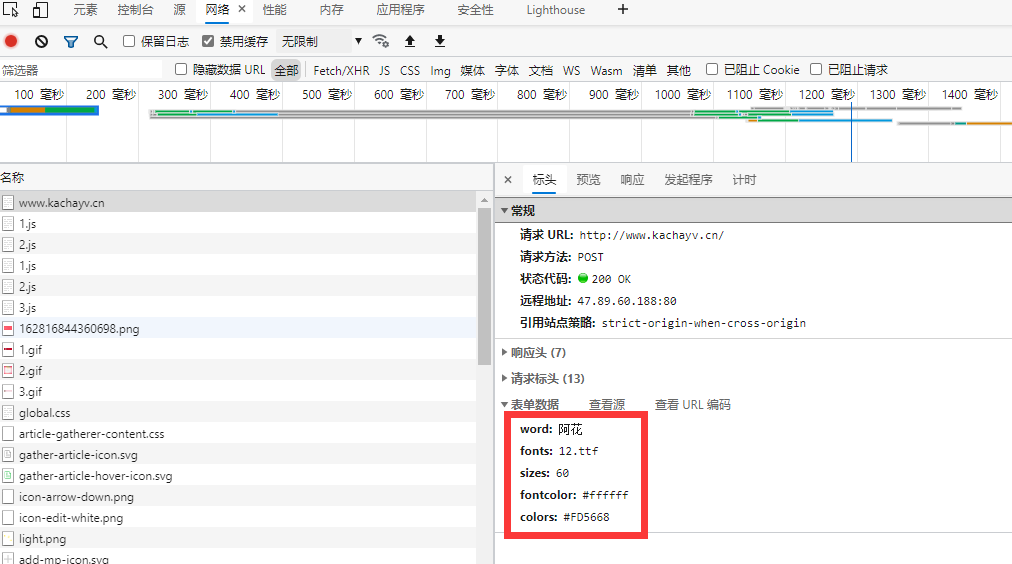 元素 控制台 源 网络 × 性能 内存 应用程序 安全性 Lighthouse +
保留日志 禁用缓存 无限制
筛选器 隐藏数据 URL 全部 Fetch/XHR JS CSS Img 媒体 字体 文档 WS Wasm 清单 其他 已阻止 Cookie 已阻止请求
100 毫秒 200 毫秒 300 毫秒 400 毫秒 500 毫秒 600 毫秒 700 毫秒 800 毫秒 900 毫秒 1000 毫秒 1100 毫秒 1200 毫秒 1300 毫秒 1400 毫秒
名称
www.kachayv.cn
1.js
2.js
1.js
2.js
3.js
162816844360698.png
1.gif
2.gif
3.gif
global.css
article-gatherer-content.css
gather-article-icon.svg
gather-article-hover-icon.svg
icon-arrow-down.png
icon-edit-white.png
light.png
add-mp-icon.svg
× 标头 预览 响应 发起程序 计时
常规
请求 URL: http://www.kachayv.cn/
请求方法: POST
状态代码: 200 OK
远程地址: 47.89.60.188:80
引用站点策略: strict-origin-when-cross-origin
响应头 (7)
请求标头 (13)
表单数据 查看源 查看 URL 编码
word: 阿花
fonts: 12.ttf
sizes: 60
fontcolor: #ffffff
colors: #FD5668